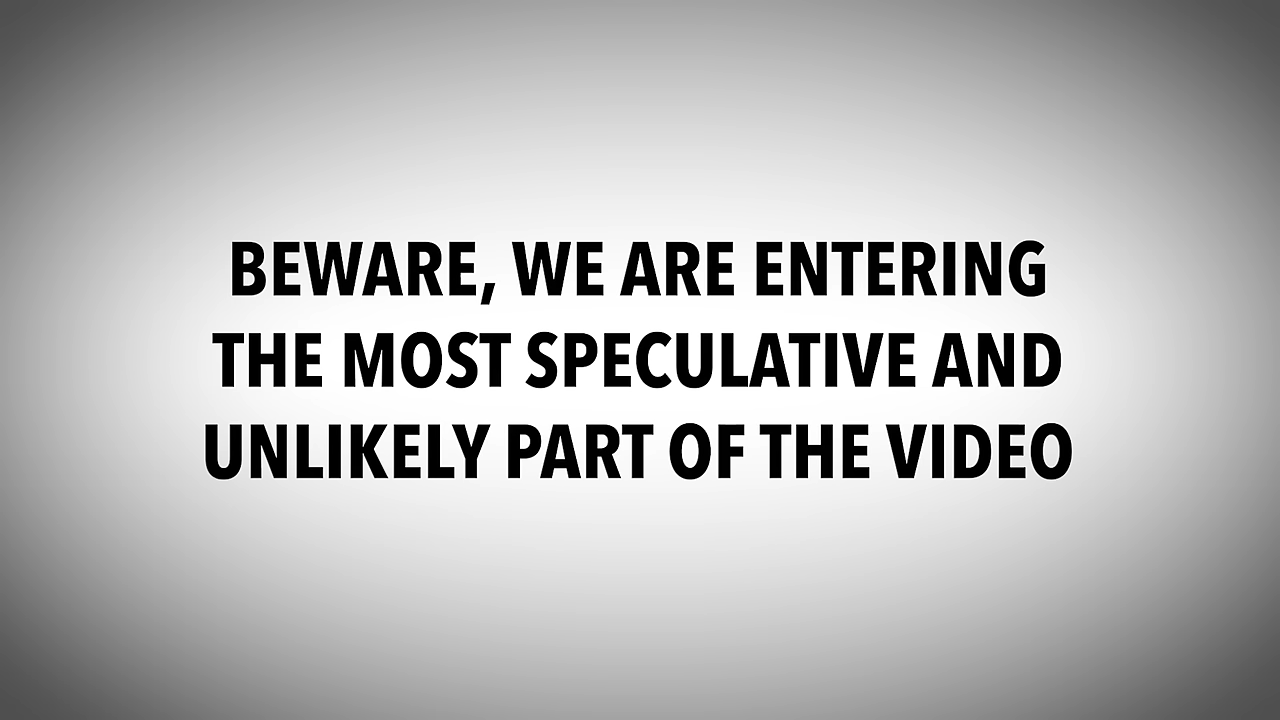 BEWARE, WE ARE ENTERING
THE MOST SPECULATIVE AND
UNLIKELY PART OF THE VIDEO